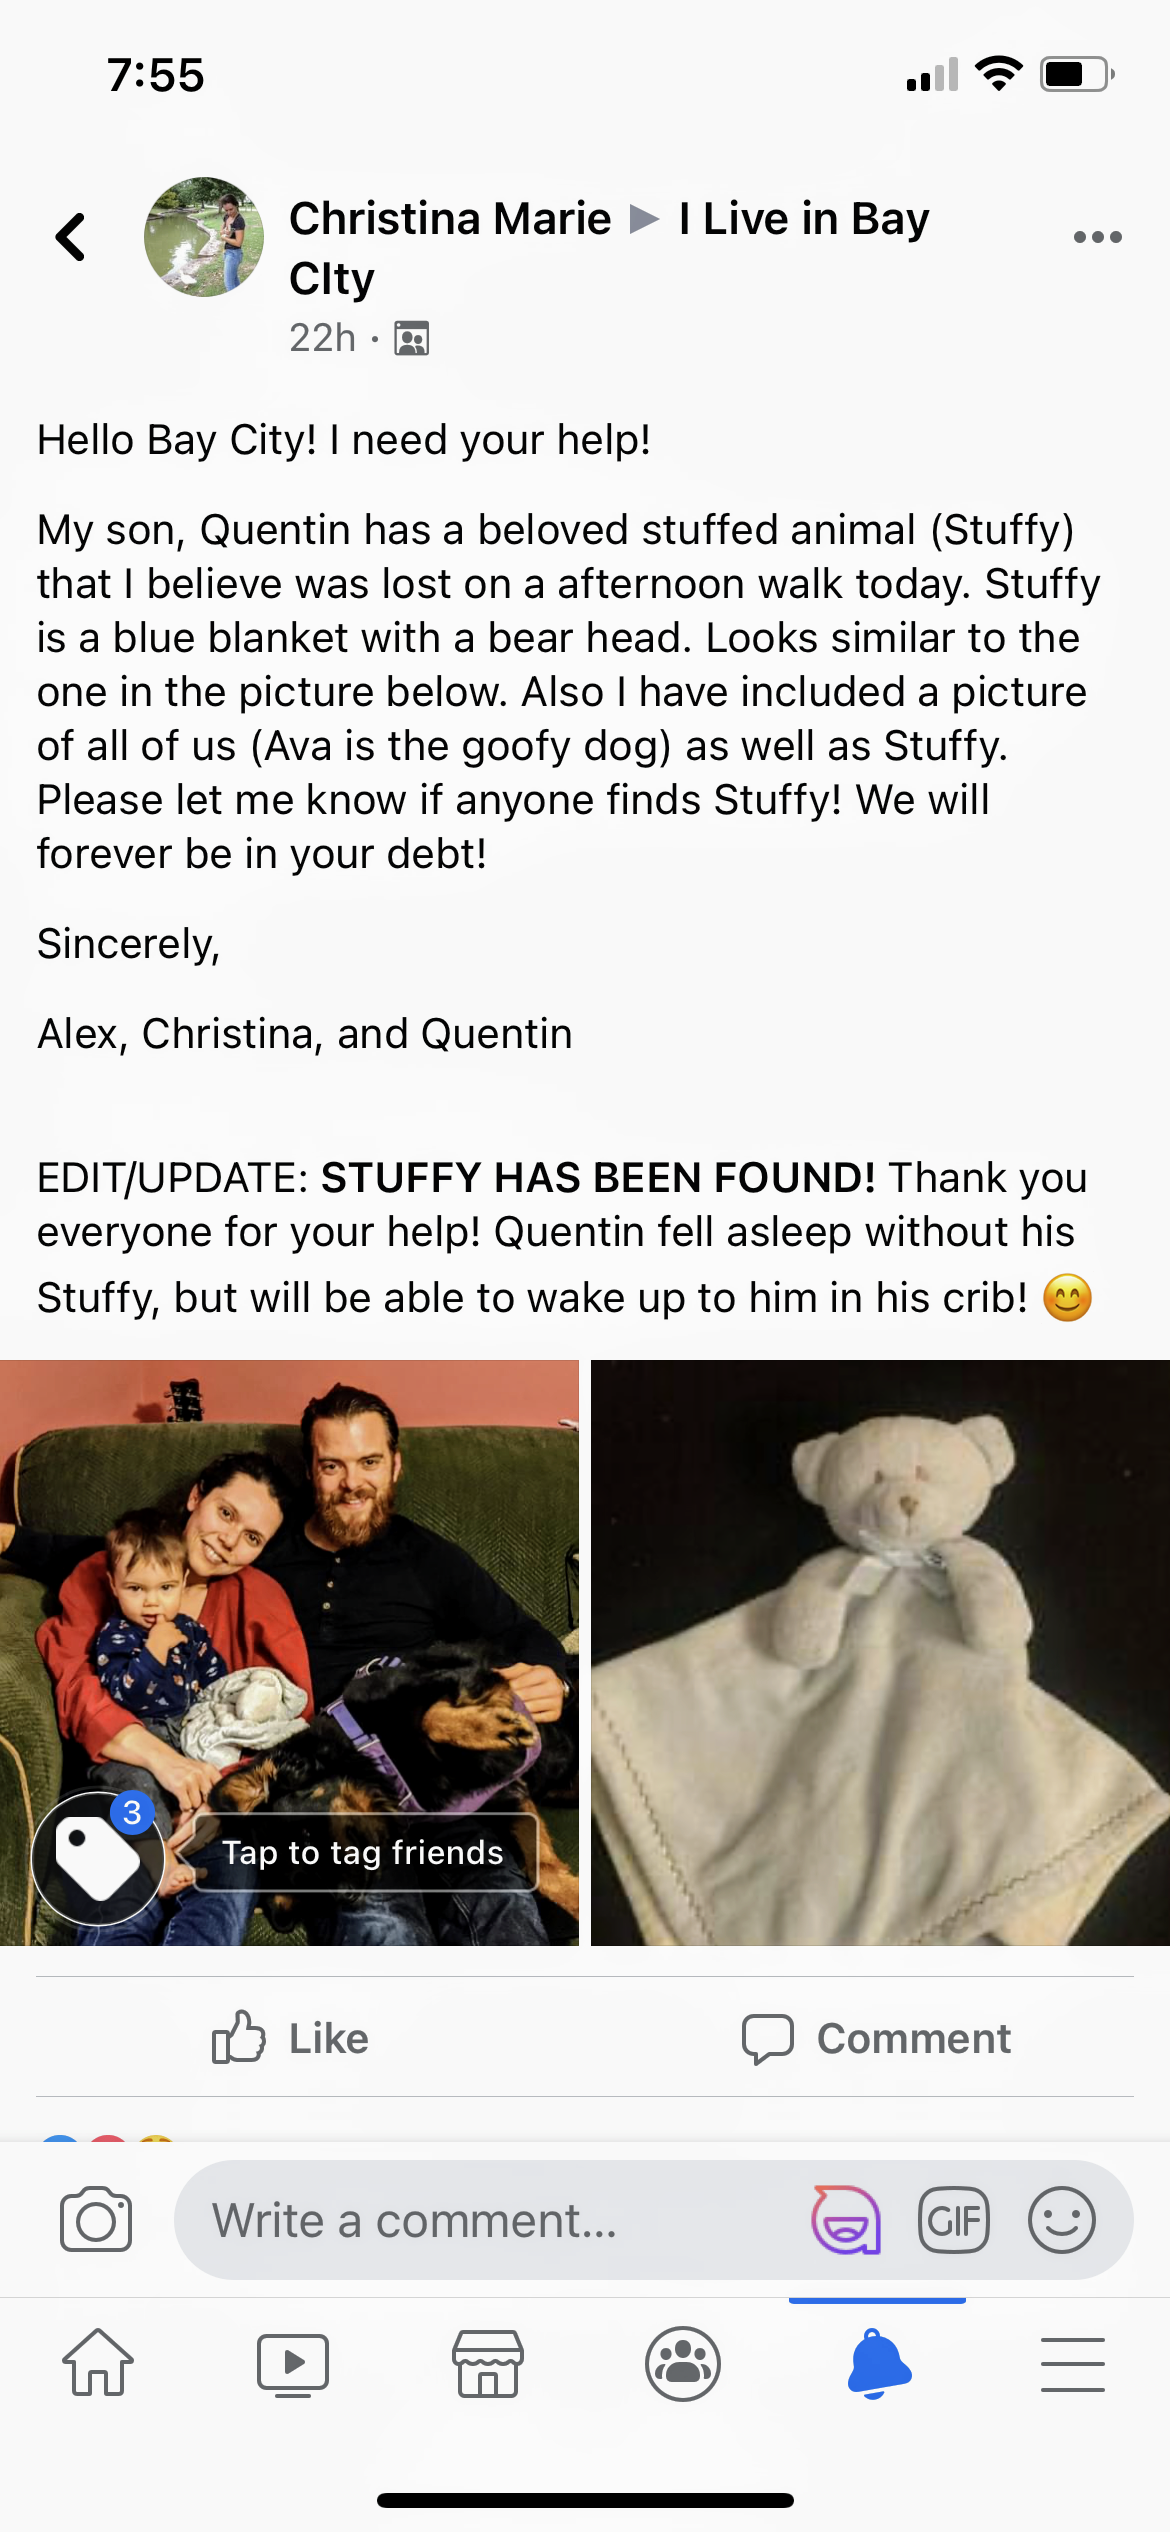 7:55
Christina Marie ▶ I Live in Bay
CIty
22h ·
Hello Bay City! I need your help!
My son, Quentin has a beloved stuffed animal (Stuffy)
that I believe was lost on a afternoon walk today. Stuffy
is a blue blanket with a bear head. Looks similar to the
one in the picture below. Also I have included a picture
of all of us (Ava is the goofy dog) as well as Stuffy.
Please let me know if anyone finds Stuffy! We will
forever be in your debt!
Sincerely,
Alex, Christina, and Quentin
EDIT/UPDATE: STUFFY HAS BEEN FOUND! Thank you
everyone for your help! Quentin fell asleep without his
Stuffy, but will be able to wake up to him in his crib! 😊
3
Tap to tag friends
Like
Comment
Write a comment...
GIF